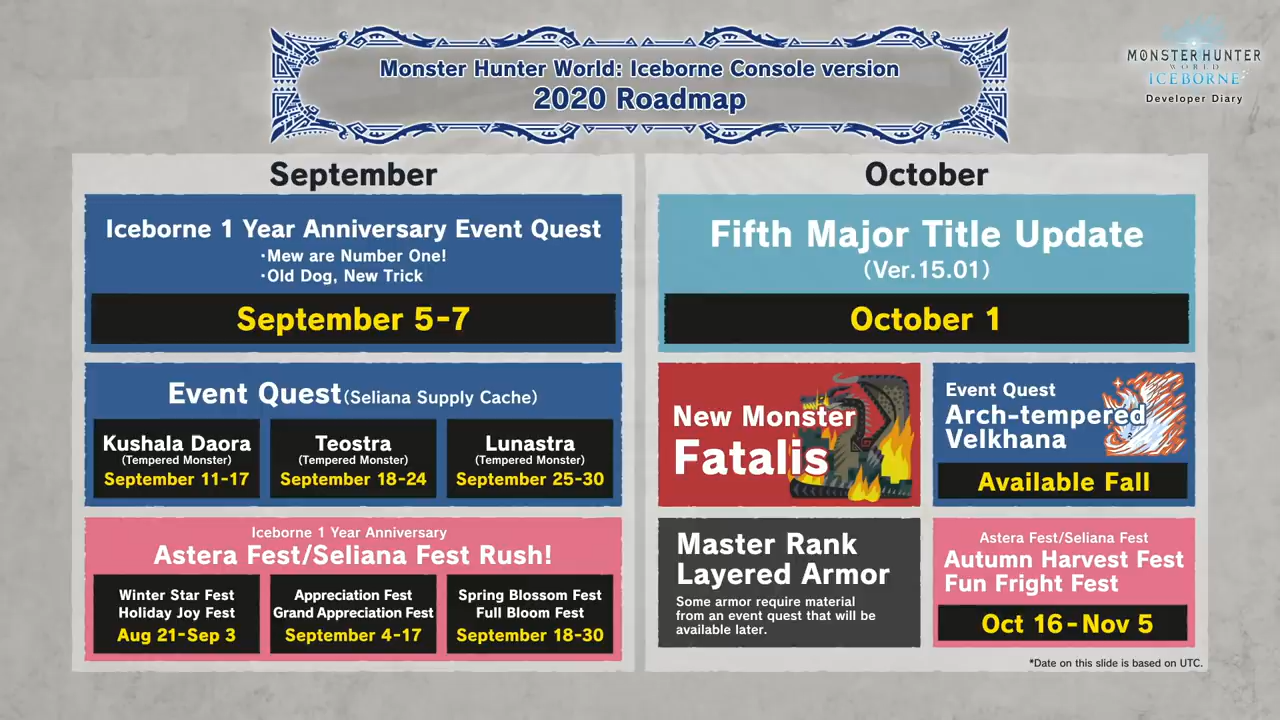 Monster Hunter World: Iceborne Console version
2020 Roadmap
MONSTER HUNTER
WORLD
ICEBORNE
Developer Diary
September
Iceborne 1 Year Anniversary Event Quest
·Mew are Number One!
·Old Dog, New Trick
September 5-7
Event Quest(Seliana Supply Cache)
Kushala Daora
(Tempered Monster)
September 11-17
Teostra
(Tempered Monster)
September 18-24
Lunastra
(Tempered Monster)
September 25-30
Iceborne 1 Year Anniversary
Astera Fest/Seliana Fest Rush!
Winter Star Fest
Holiday Joy Fest
Aug 21-Sep 3
Appreciation Fest
Grand Appreciation Fest
September 4-17
Spring Blossom Fest
Full Bloom Fest
September 18-30
October
Fifth Major Title Update
(Ver.15.01)
October 1
New Monster
Fatalis
Event Quest
Arch-tempered
Velkhana
Available Fall
Master Rank
Layered Armor
Some armor require material
from an event quest that will be
available later.
Astera Fest/Seliana Fest
Autumn Harvest Fest
Fun Fright Fest
Oct 16-Nov 5
*Date on this slide is based on UTC.